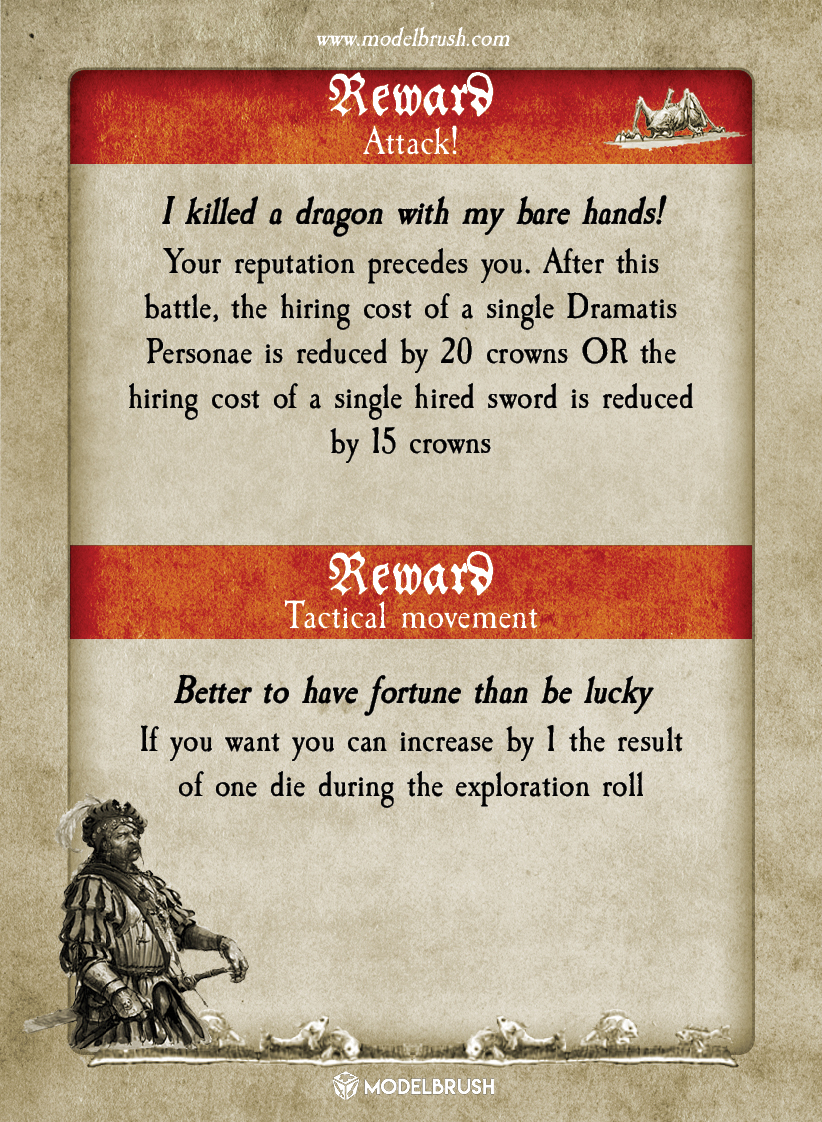 www.modelbrush.com
Reward
Attack!
I killed a dragon with my bare hands!
Your reputation precedes you. After this
battle, the hiring cost of a single Dramatis
Personae is reduced by 20 crowns OR the
hiring cost of a single hired sword is reduced
by 15 crowns
Reward
Tactical movement
Better to have fortune than be lucky
If you want you can increase by 1 the result
of one die during the exploration roll
MODELBRUSH